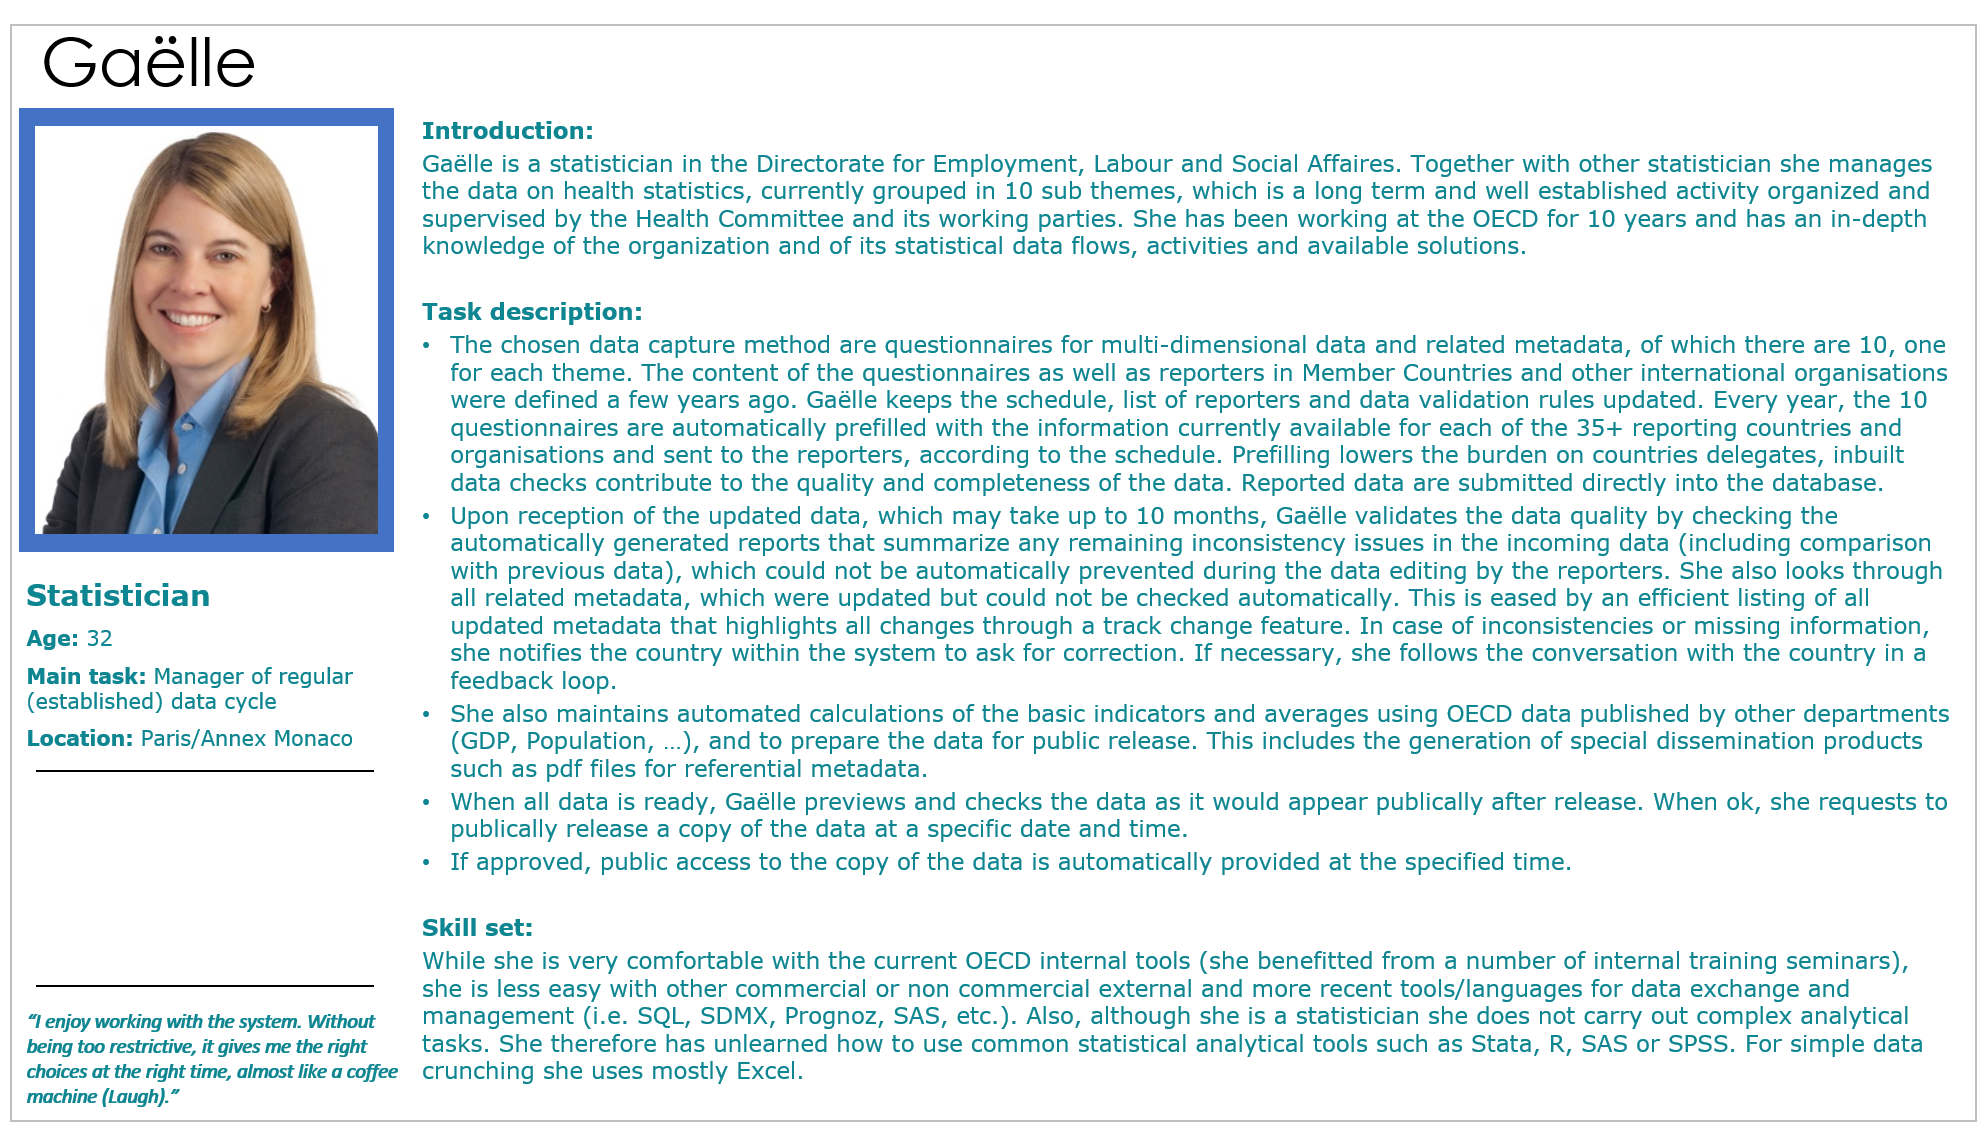 Gaëlle
Introduction:
Gaëlle is a statistician in the Directorate for Employment, Labour and Social Affaires. Together with other statistician she manages
the data on health statistics, currently grouped in 10 sub themes, which is a long term and well established activity organized and
supervised by the Health Committee and its working parties. She has been working at the OECD for 10 years and has an in-depth
knowledge of the organization and of its statistical data flows, activities and available solutions.
Task description:
• The chosen data capture method are questionnaires for multi-dimensional data and related metadata, of which there are 10, one
for each theme. The content of the questionnaires as well as reporters in Member Countries and other international organisations
were defined a few years ago. Gaëlle keeps the schedule, list of reporters and data validation rules updated. Every year, the 10
questionnaires are automatically prefilled with the information currently available for each of the 35+ reporting countries and
organisations and sent to the reporters, according to the schedule. Prefilling lowers the burden on countries delegates, inbuilt
data checks contribute to the quality and completeness of the data. Reported data are submitted directly into the database.
• Upon reception of the updated data, which may take up to 10 months, Gaëlle validates the data quality by checking the
automatically generated reports that summarize any remaining inconsistency issues in the incoming data (including comparison
with previous data), which could not be automatically prevented during the data editing by the reporters. She also looks through
all related metadata, which were updated but could not be checked automatically. This is eased by an efficient listing of all
updated metadata that highlights all changes through a track change feature. In case of inconsistencies or missing information,
she notifies the country within the system to ask for correction. If necessary, she follows the conversation with the country in a
feedback loop.
• She also maintains automated calculations of the basic indicators and averages using OECD data published by other departments
(GDP, Population, …), and to prepare the data for public release. This includes the generation of special dissemination products
such as pdf files for referential metadata.
• When all data is ready, Gaëlle previews and checks the data as it would appear publically after release. When ok, she requests to
publically release a copy of the data at a specific date and time.
• If approved, public access to the copy of the data is automatically provided at the specified time.
Skill set:
While she is very comfortable with the current OECD internal tools (she benefitted from a number of internal training seminars),
she is less easy with other commercial or non commercial external and more recent tools/languages for data exchange and
management (i.e. SQL, SDMX, Prognoz, SAS, etc.). Also, although she is a statistician she does not carry out complex analytical
tasks. She therefore has unlearned how to use common statistical analytical tools such as Stata, R, SAS or SPSS. For simple data
crunching she uses mostly Excel.
Statistician
Age: 32
Main task: Manager of regular
(established) data cycle
Location: Paris/Annex Monaco
“I enjoy working with the system. Without
being too restrictive, it gives me the right
choices at the right time, almost like a coffee
machine (Laugh).”